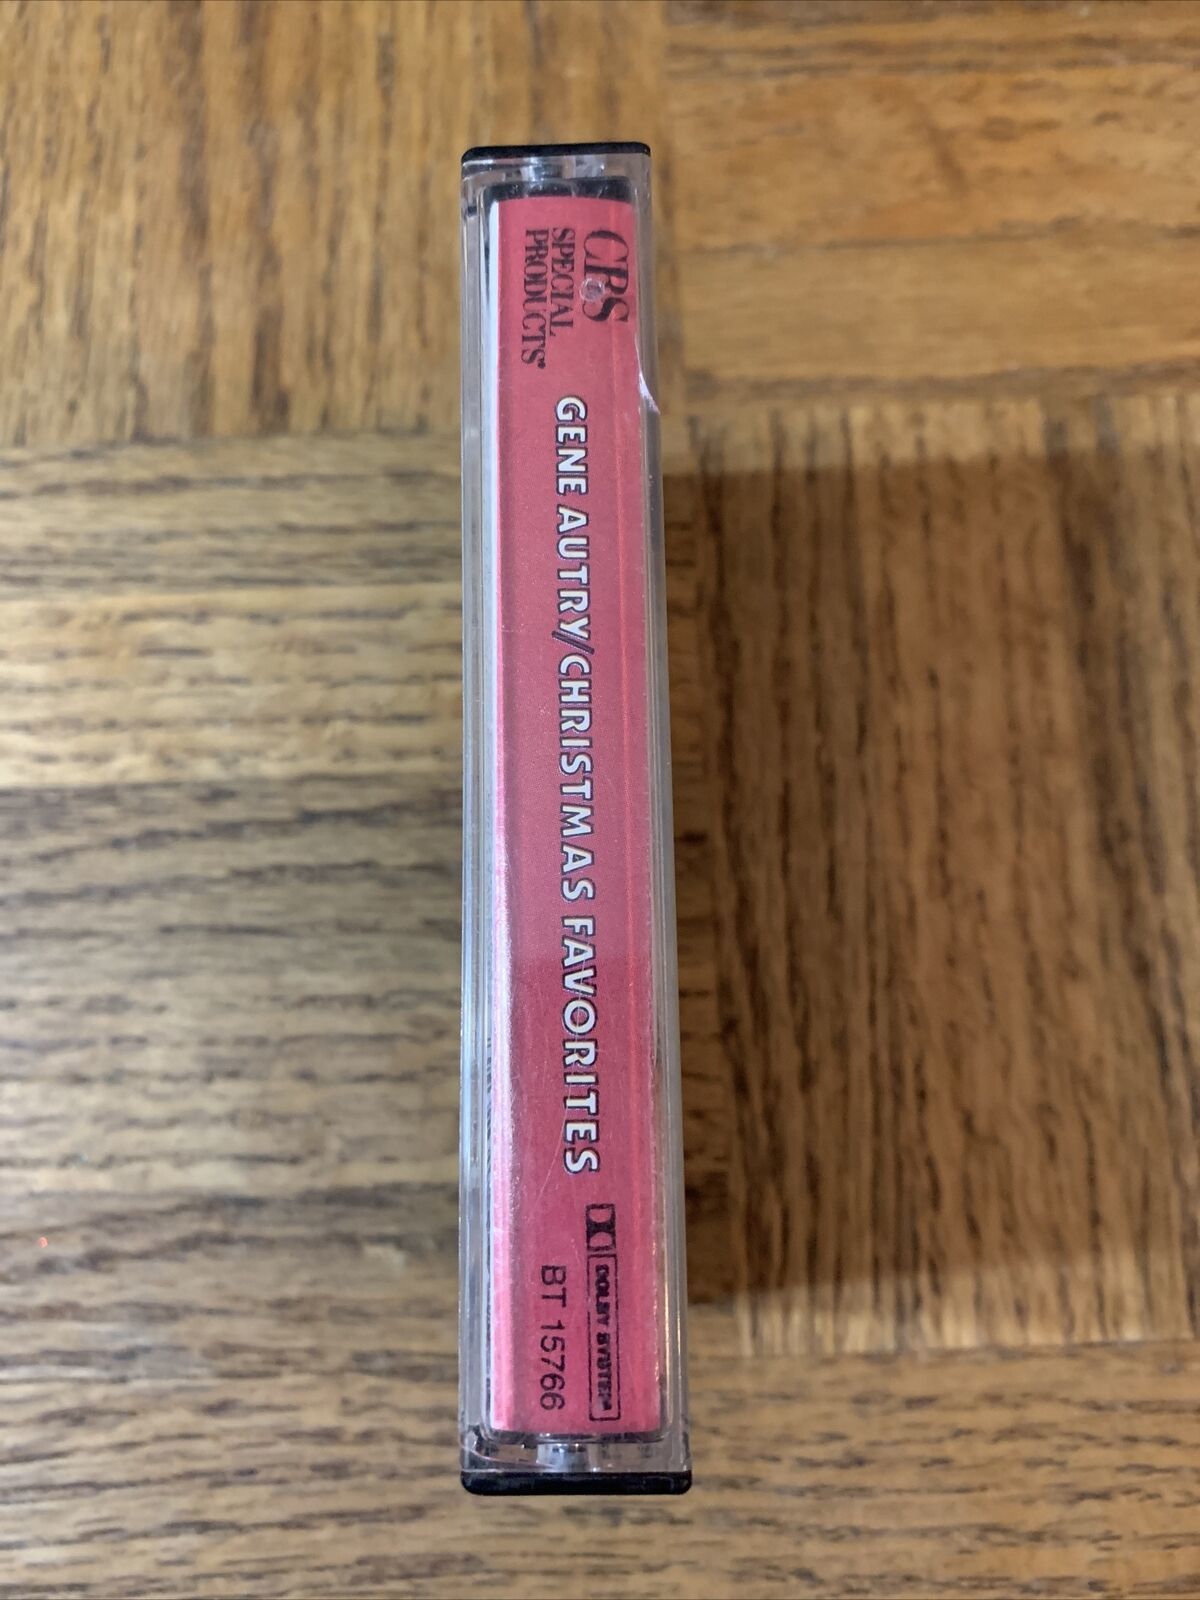 CBS
SPECIAL
PRODUCTS
GENE AUTRY/CHRISTMAS FAVORITES
DOLBY SYSTEM
BT 15766